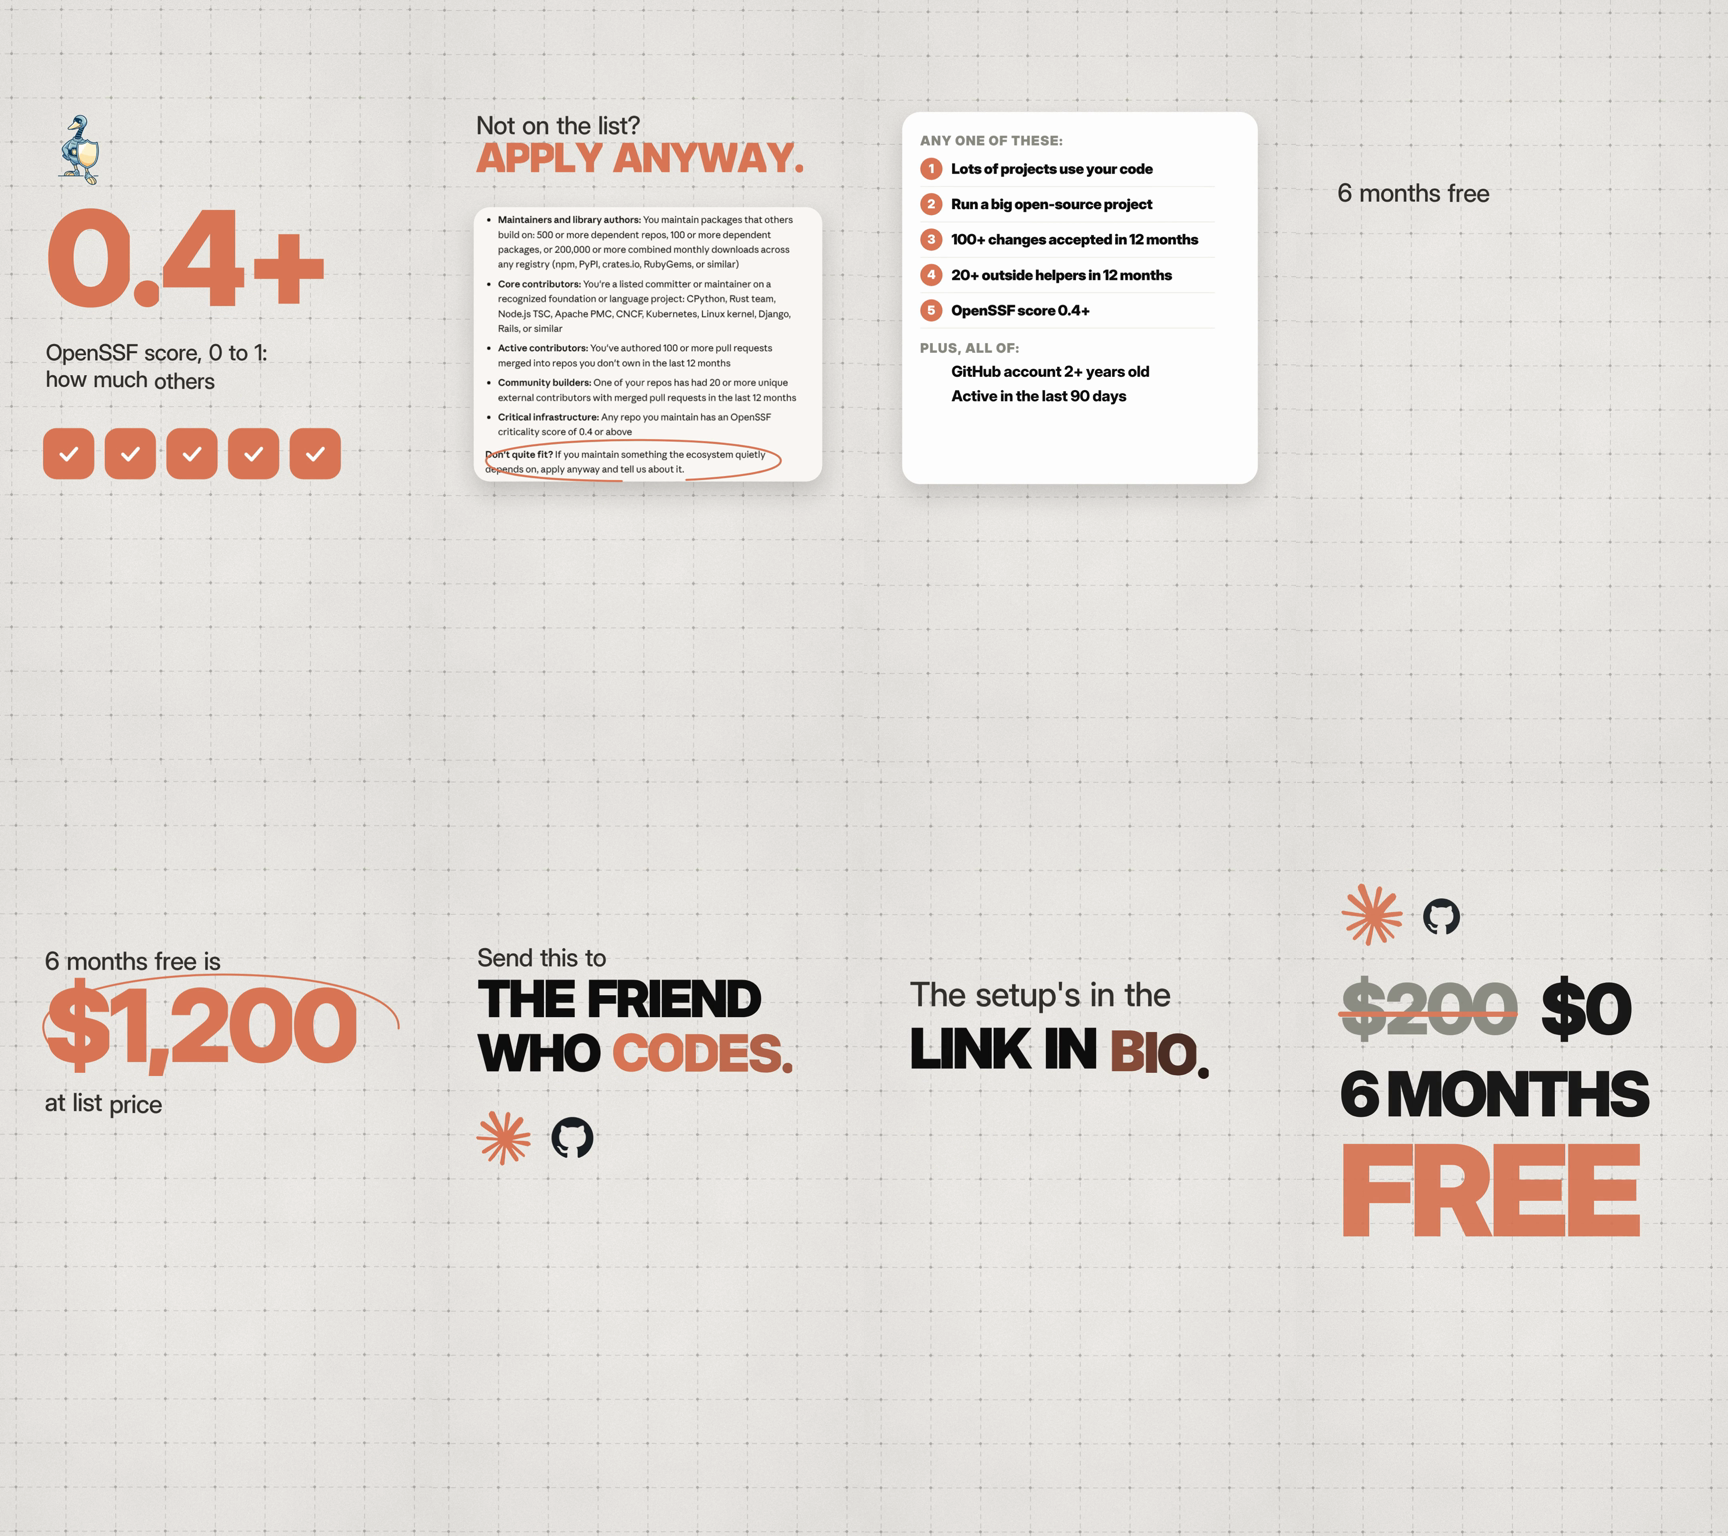 0.4+
OpenSSF score, 0 to 1:
how much others
Not on the list?
APPLY ANYWAY.
• Maintainers and library authors: You maintain packages that others
build on: 500 or more dependent repos, 100 or more dependent
packages, or 200,000 or more combined monthly downloads across
any registry (npm, PyPI, crates.io, RubyGems, or similar)
• Core contributors: You're a listed committer or maintainer on a
recognized foundation or language project: CPython, Rust team,
Node.js TSC, Apache PMC, CNCF, Kubernetes, Linux kernel, Django,
Rails, or similar
• Active contributors: You've authored 100 or more pull requests
merged into repos you don't own in the last 12 months
• Community builders: One of your repos has had 20 or more unique
external contributors with merged pull requests in the last 12 months
• Critical infrastructure: Any repo you maintain has an OpenSSF
criticality score of 0.4 or above
Don't quite fit? If you maintain something the ecosystem quietly
depends on, apply anyway and tell us about it.
ANY ONE OF THESE:
1 Lots of projects use your code
2 Run a big open-source project
3 100+ changes accepted in 12 months
4 20+ outside helpers in 12 months
5 OpenSSF score 0.4+
PLUS, ALL OF:
GitHub account 2+ years old
Active in the last 90 days
6 months free
6 months free is
$1,200
at list price
Send this to
THE FRIEND
WHO CODES.
The setup's in the
LINK IN BIO.
$200 $0
6 MONTHS
FREE